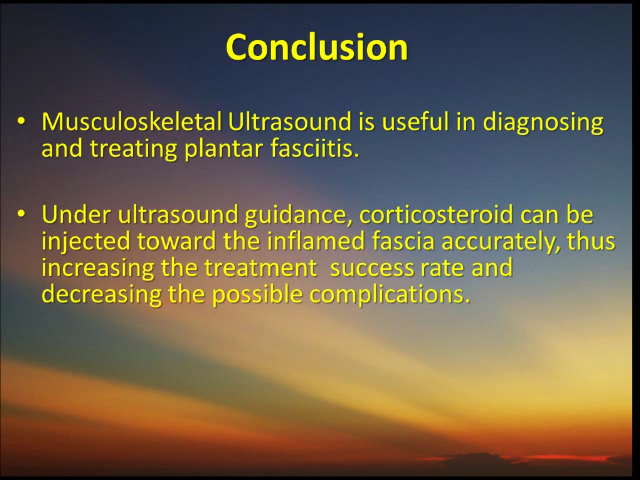 Conclusion
• Musculoskeletal Ultrasound is useful in diagnosing
and treating plantar fasciitis.
• Under ultrasound guidance, corticosteroid can be
injected toward the inflamed fascia accurately, thus
increasing the treatment  success rate and
decreasing the possible complications.